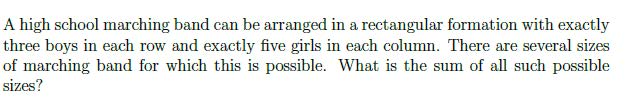 A high school marching band can be arranged in a rectangular formation with exactly
three boys in each row and exactly five girls in each column. There are several sizes
of marching band for which this is possible. What is the sum of all such possible
sizes?